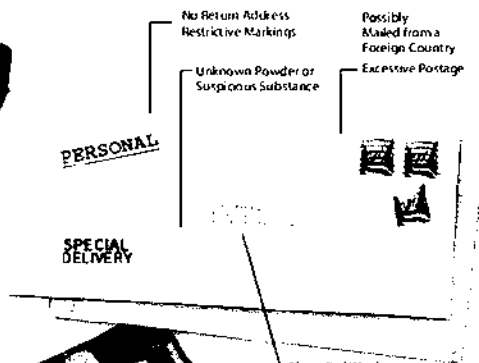 No Return Address
Restrictive Markings
Possibly
Mailed from a
Foreign Country
Excessive Postage
Unknown Powder or
Suspicious Substance
PERSONAL
SPECIAL
DELIVERY